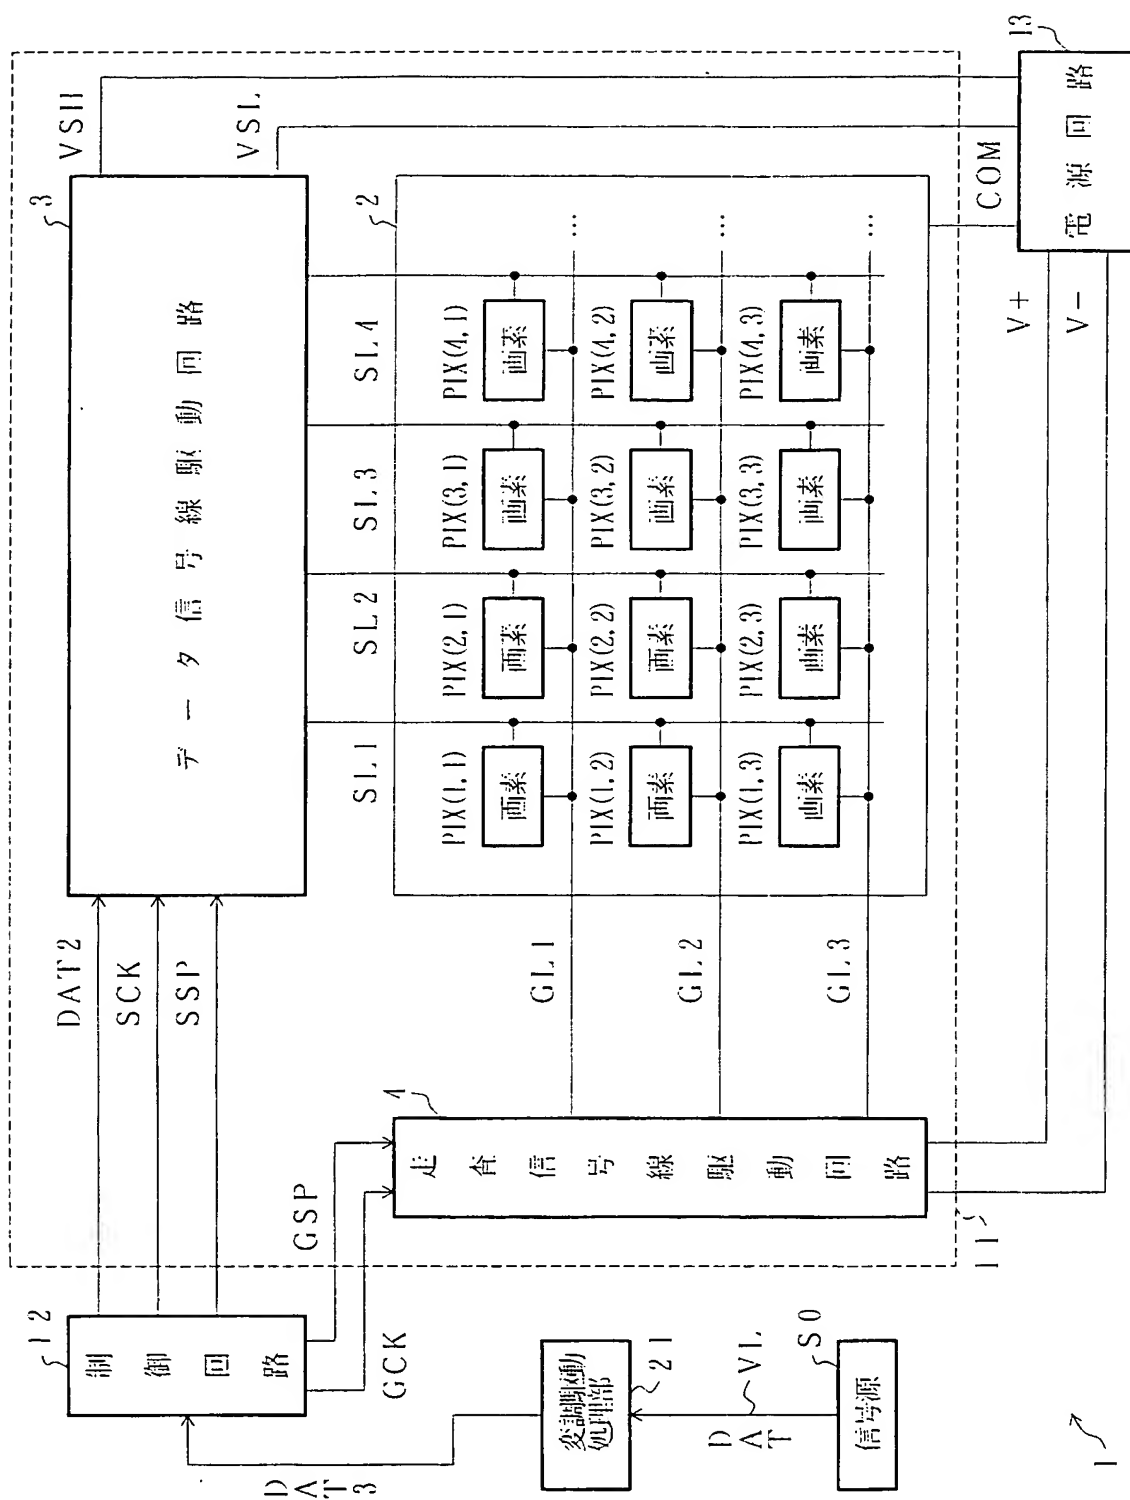 DAT2
SCK
SSP
3
データ信号線駆動回路
VSH
VSL
12
制御回路
GSP
GCK
SL1
SL2
SL3
SL4
2
PIX(1,1)
画素
PIX(2,1)
画素
PIX(3,1)
画素
PIX(4,1)
画素
…
PIX(1,2)
画素
PIX(2,2)
画素
PIX(3,2)
画素
PIX(4,2)
画素
…
PIX(1,3)
画素
PIX(2,3)
画素
PIX(3,3)
画素
PIX(4,3)
画素
…
GL1
GL2
GL3
4
走査信号線駆動回路
DAT3
変調駆動
処理部
21
DAT
VL
信号源
S0
11
COM
V+
V-
13
電源回路
1